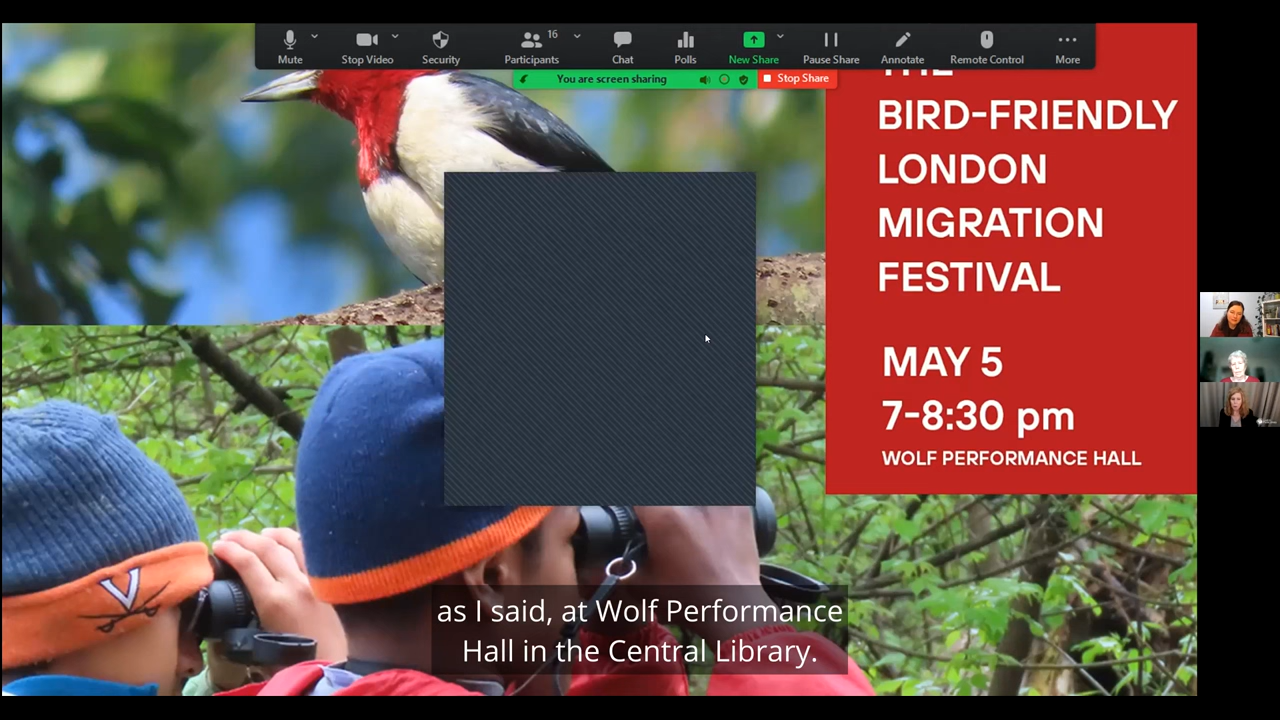 16
Mute
Stop Video
Security
Participants
Chat
Polls
New Share
Pause Share
Annotate
Remote Control
More
You are screen sharing
Stop Share
THE
BIRD-FRIENDLY
LONDON
MIGRATION
FESTIVAL
MAY 5
7-8:30 pm
WOLF PERFORMANCE HALL
as I said, at Wolf Performance
Hall in the Central Library.